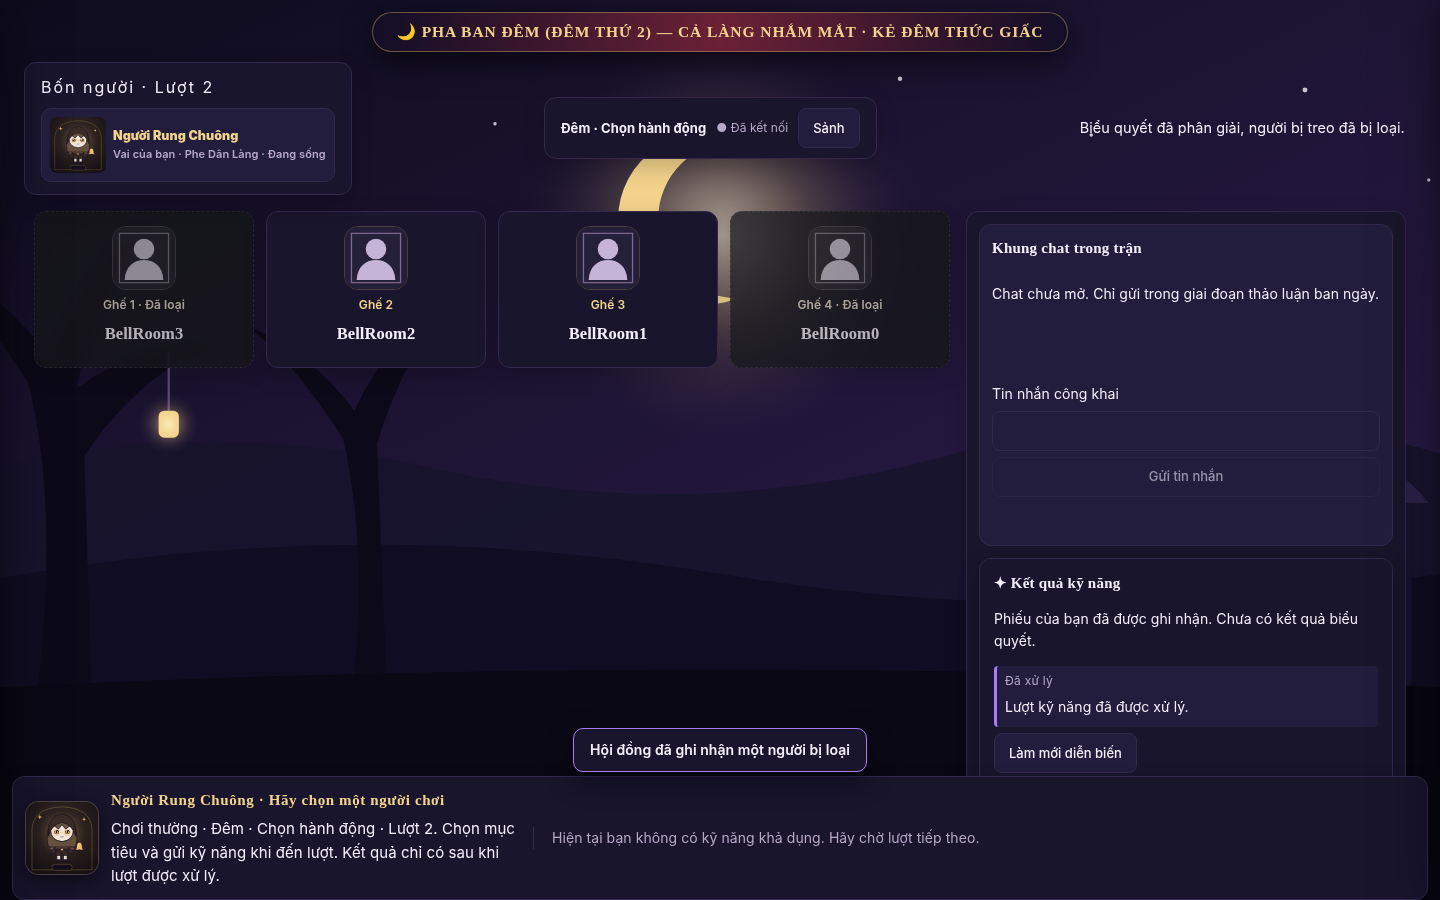 🌙 PHA BAN ĐÊM (ĐÊM THỨ 2) — CẢ LÀNG NHẮM MẮT · KẺ ĐÊM THỨC GIẤC
Bốn người · Lượt 2
Người Rung Chuông
Vai của bạn · Phe Dân Làng · Đang sống
Đêm · Chọn hành động
Đã kết nối
Sảnh
Biểu quyết đã phân giải, người bị treo đã bị loại.
Ghế 1 · Đã loại
BellRoom3
Ghế 2
BellRoom2
Ghế 3
BellRoom1
Ghế 4 · Đã loại
BellRoom0
Khung chat trong trận
Chat chưa mở. Chỉ gửi trong giai đoạn thảo luận ban ngày.
Tin nhắn công khai
Gửi tin nhắn
✦ Kết quả kỹ năng
Phiếu của bạn đã được ghi nhận. Chưa có kết quả biểu
quyết.
Đã xử lý
Lượt kỹ năng đã được xử lý.
Làm mới diễn biến
Hội đồng đã ghi nhận một người bị loại
Người Rung Chuông · Hãy chọn một người chơi
Chơi thường · Đêm · Chọn hành động · Lượt 2. Chọn mục
tiêu và gửi kỹ năng khi đến lượt. Kết quả chỉ có sau khi
lượt được xử lý.
Hiện tại bạn không có kỹ năng khả dụng. Hãy chờ lượt tiếp theo.